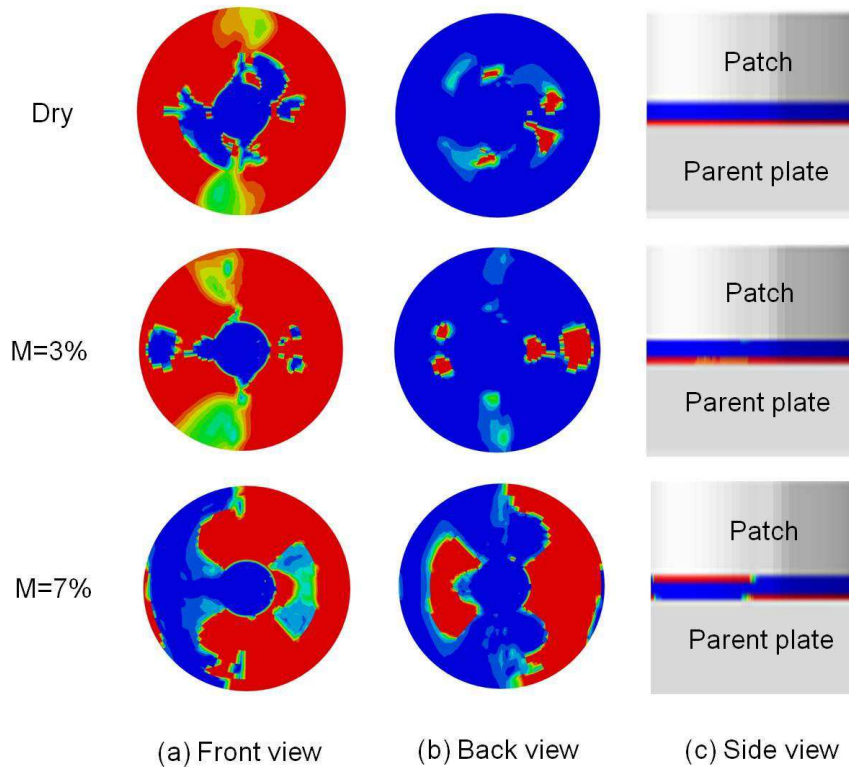 Dry
Patch
Parent plate
M=3%
Patch
Parent plate
M=7%
Patch
Parent plate
(a) Front view
(b) Back view
(c) Side view